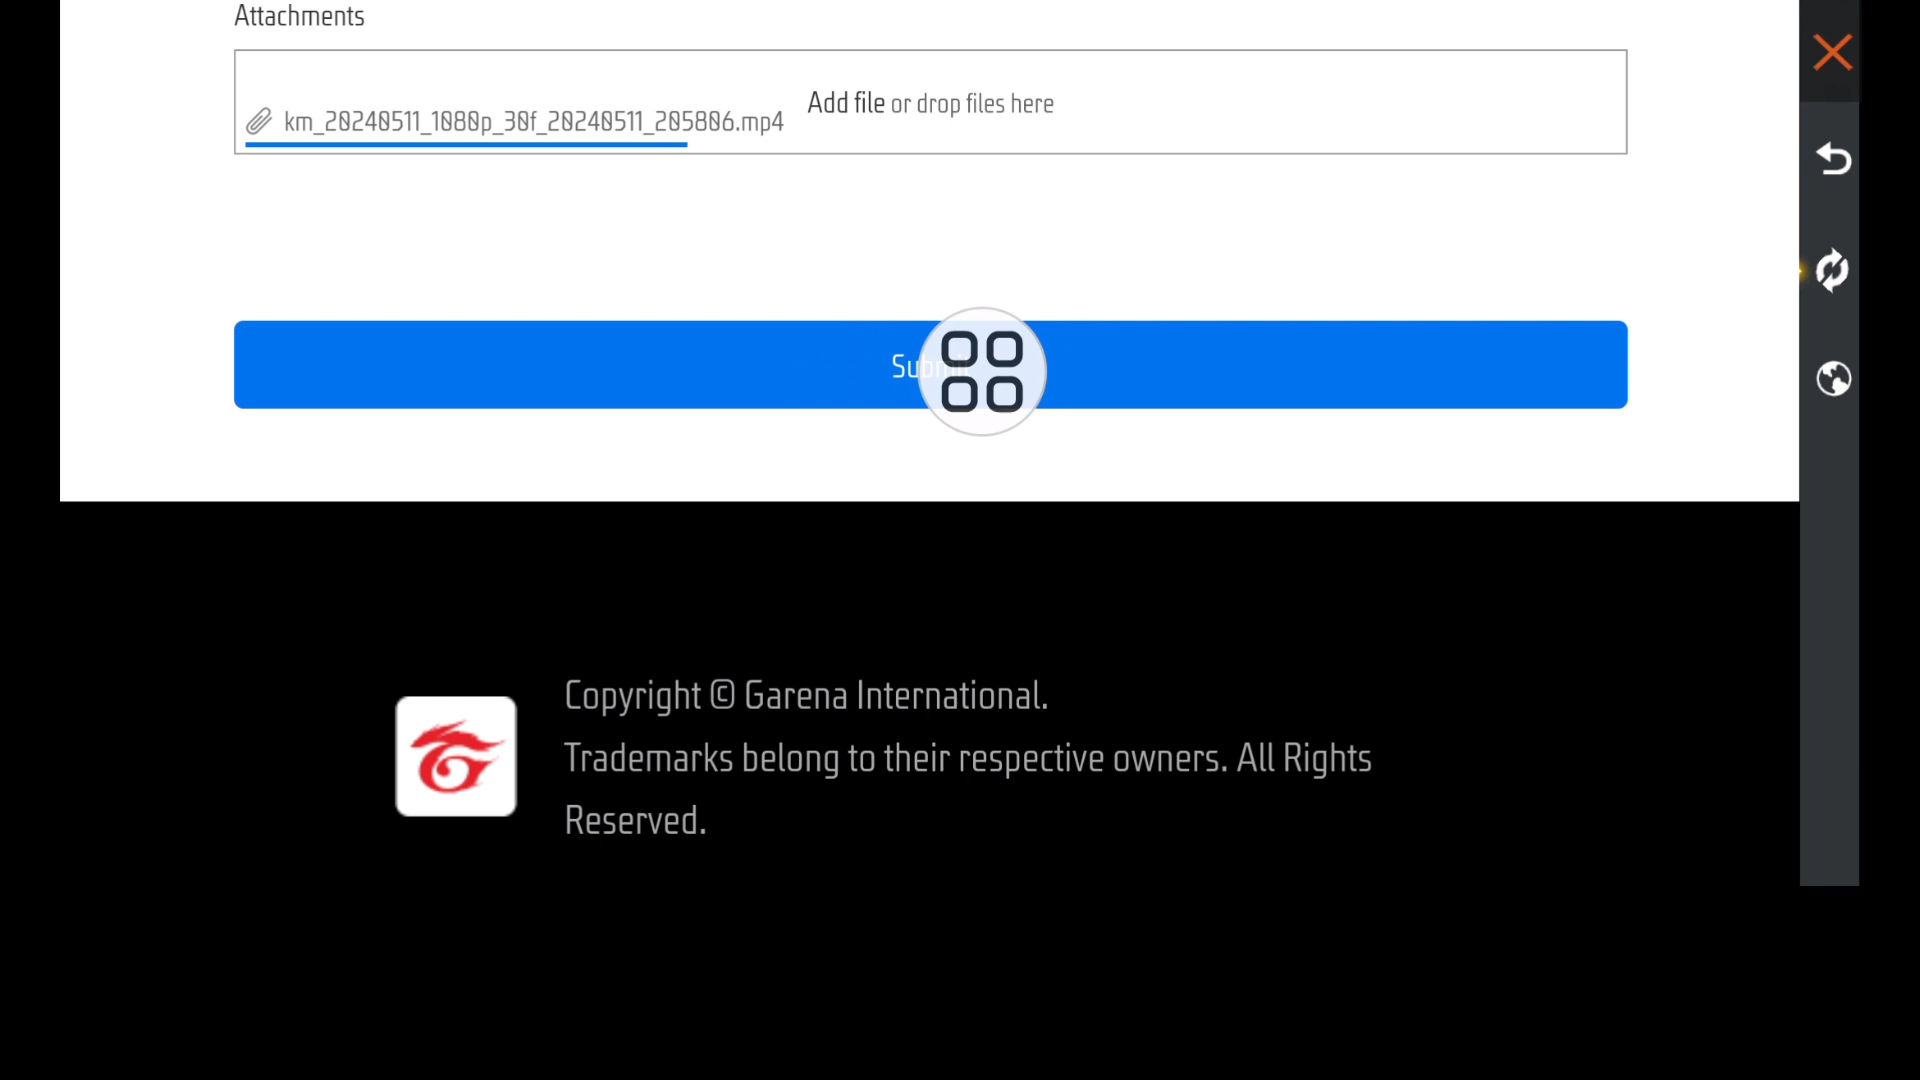 Attachments
Add file or drop files here
km_20240511_1080p_30f_20240511_205806.mp4
Submit
Copyright © Garena International.
Trademarks belong to their respective owners. All Rights
Reserved.